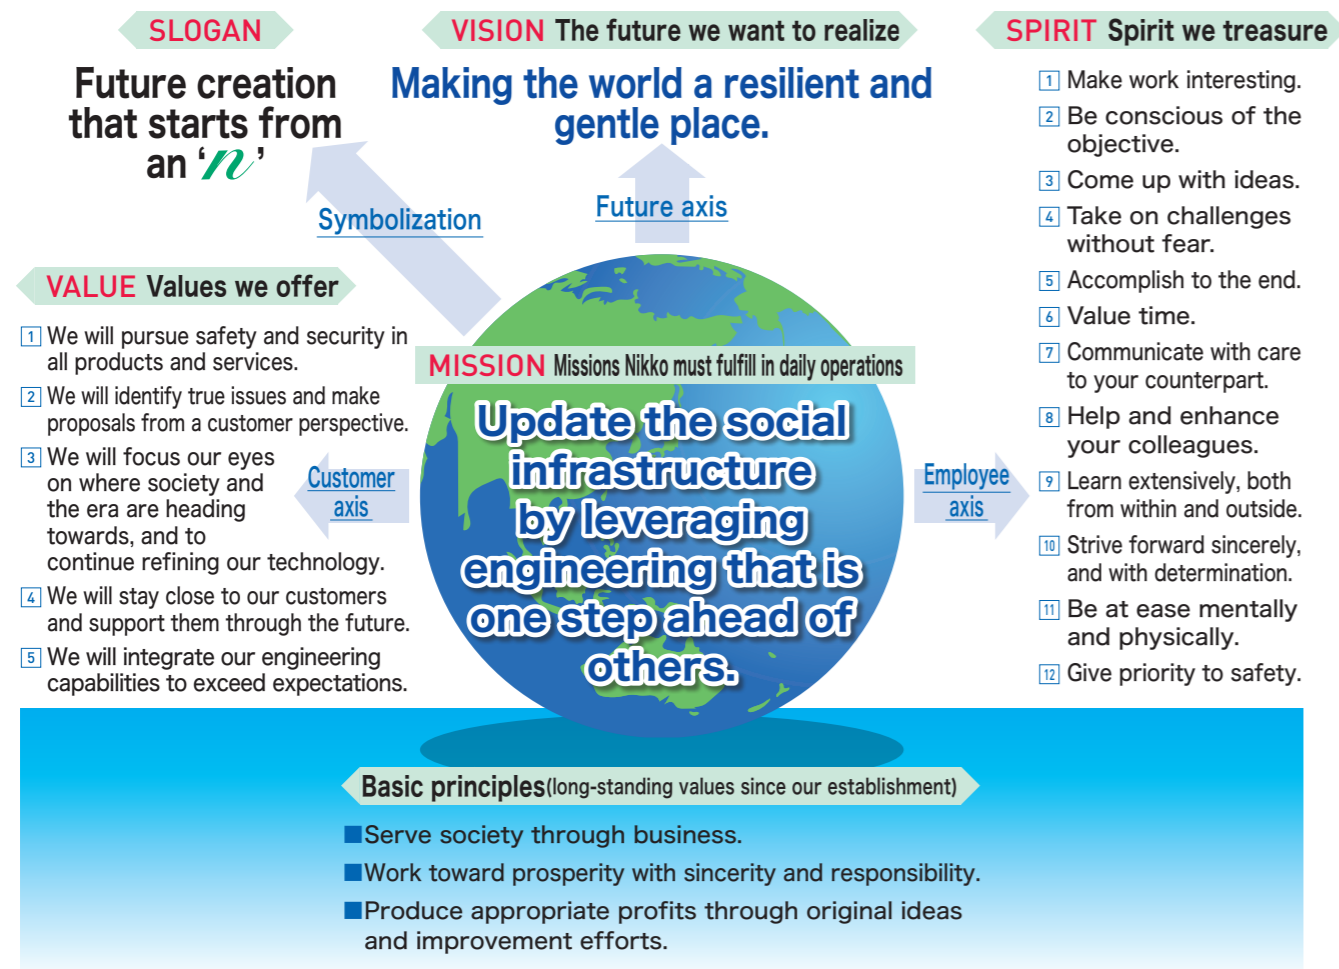 SLOGAN
Future creation
that starts from
an ‘n’
VISION The future we want to realize
Making the world a resilient and
gentle place.
SPIRIT Spirit we treasure
1 Make work interesting.
2 Be conscious of the
objective.
3 Come up with ideas.
4 Take on challenges
without fear.
5 Accomplish to the end.
6 Value time.
7 Communicate with care
to your counterpart.
8 Help and enhance
your colleagues.
9 Learn extensively, both
from within and outside.
10 Strive forward sincerely,
and with determination.
11 Be at ease mentally
and physically.
12 Give priority to safety.
Symbolization
Future axis
VALUE Values we offer
1 We will pursue safety and security in
all products and services.
2 We will identify true issues and make
proposals from a customer perspective.
3 We will focus our eyes
on where society and
the era are heading
towards, and to
continue refining our technology.
4 We will stay close to our customers
and support them through the future.
5 We will integrate our engineering
capabilities to exceed expectations.
Customer
axis
MISSION Missions Nikko must fulfill in daily operations
Update the social
infrastructure
by leveraging
engineering that is
one step ahead of
others.
Employee
axis
Basic principles(long-standing values since our establishment)
■Serve society through business.
■Work toward prosperity with sincerity and responsibility.
■Produce appropriate profits through original ideas
and improvement efforts.